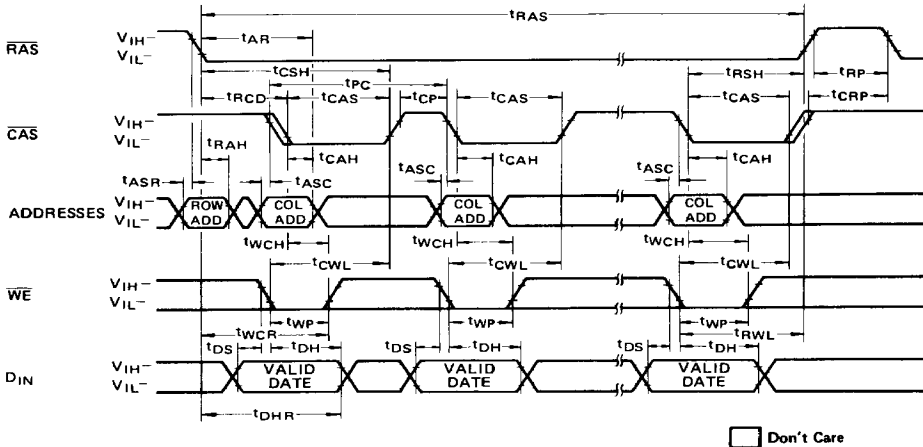 tRAS
RAS VIH- VIL- tAR
tCSH tPC tRSH tRP
tRCD tCAS tCP tCAS tCAS tCRP
CAS VIH- VIL-
tRAH tCAH tCAH tCAH
tASR tASC tASC tASC
ADDRESSES VIH- VIL- ROW ADD COL ADD COL ADD COL ADD
tWCH tWCH tWCH
tCWL tCWL tCWL
WE VIH- VIL-
tWP tWP tWP
tWCR tRWL
tDS tDH tDS tDH tDS tDH
DIN VIH- VIL- VALID DATE VALID DATE VALID DATE
tDHR
Don't Care